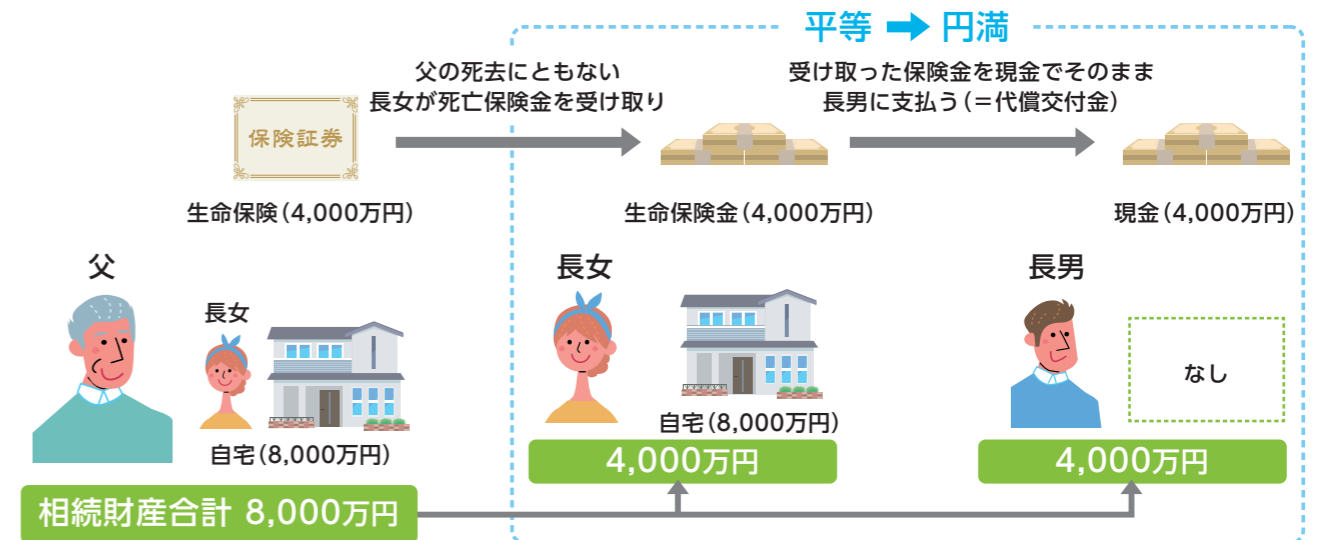 平等 ➡ 円満
父の死去にともない
長女が死亡保険金を受け取り
受け取った保険金を現金でそのまま
長男に支払う(=代償交付金)
保険証券
生命保険(4,000万円)
生命保険金(4,000万円)
現金(4,000万円)
父
長女
自宅(8,000万円)
相続財産合計 8,000万円
長女
自宅(8,000万円)
4,000万円
長男
なし
4,000万円